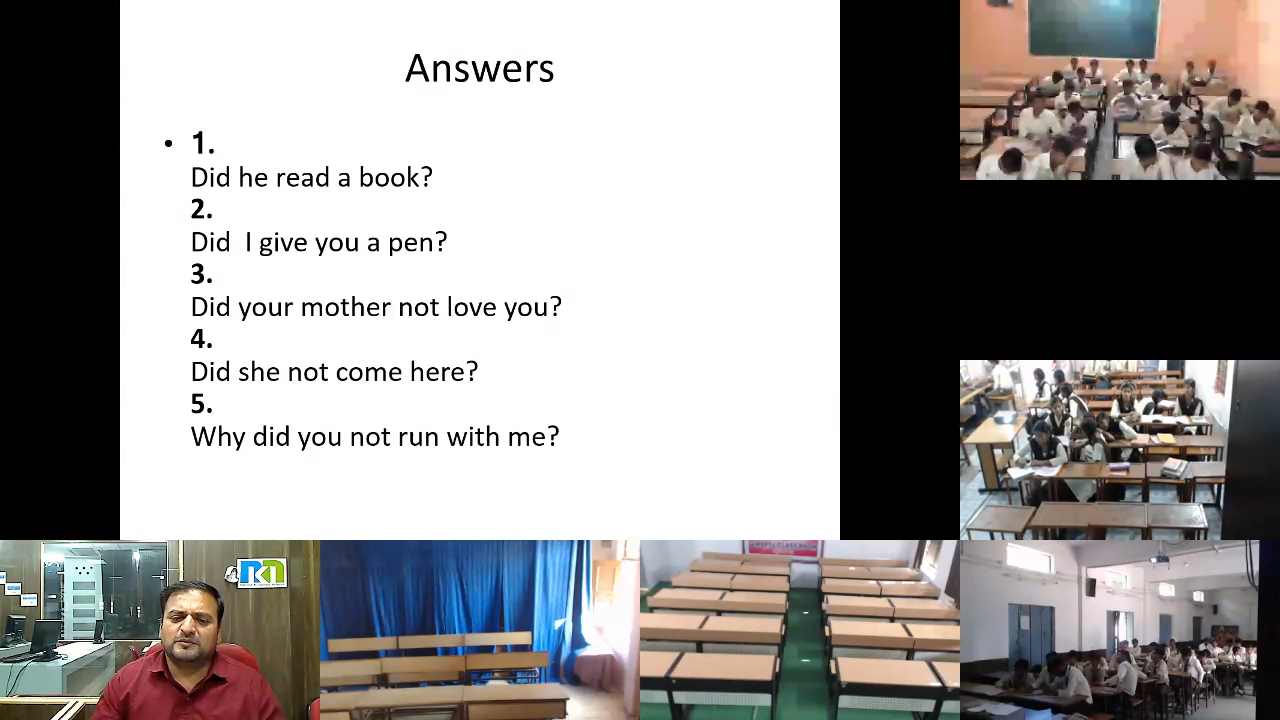 Answers
• 1.
Did he read a book?
2.
Did  I give you a pen?
3.
Did your mother not love you?
4.
Did she not come here?
5.
Why did you not run with me?